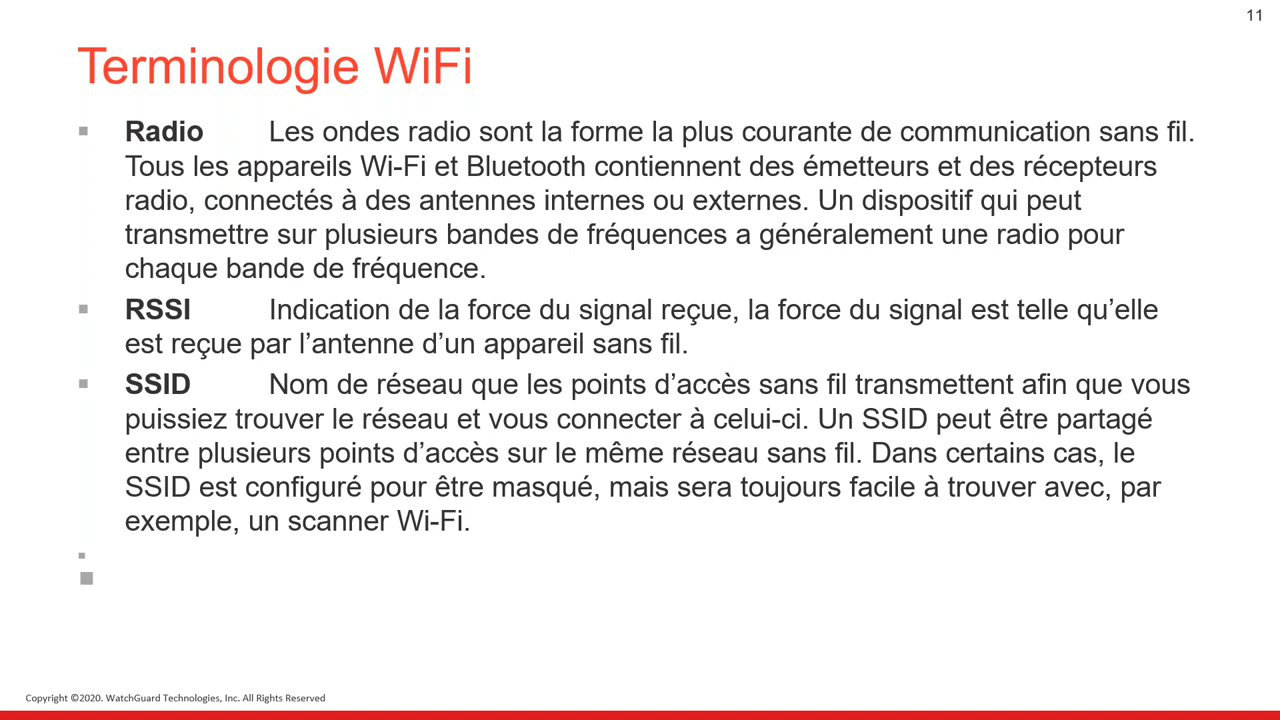 11
Terminologie WiFi
Radio Les ondes radio sont la forme la plus courante de communication sans fil.
Tous les appareils Wi-Fi et Bluetooth contiennent des émetteurs et des récepteurs
radio, connectés à des antennes internes ou externes. Un dispositif qui peut
transmettre sur plusieurs bandes de fréquences a généralement une radio pour
chaque bande de fréquence.
RSSI Indication de la force du signal reçue, la force du signal est telle qu’elle
est reçue par l’antenne d’un appareil sans fil.
SSID Nom de réseau que les points d’accès sans fil transmettent afin que vous
puissiez trouver le réseau et vous connecter à celui-ci. Un SSID peut être partagé
entre plusieurs points d’accès sur le même réseau sans fil. Dans certains cas, le
SSID est configuré pour être masqué, mais sera toujours facile à trouver avec, par
exemple, un scanner Wi-Fi.
Copyright ©2020. WatchGuard Technologies, Inc. All Rights Reserved